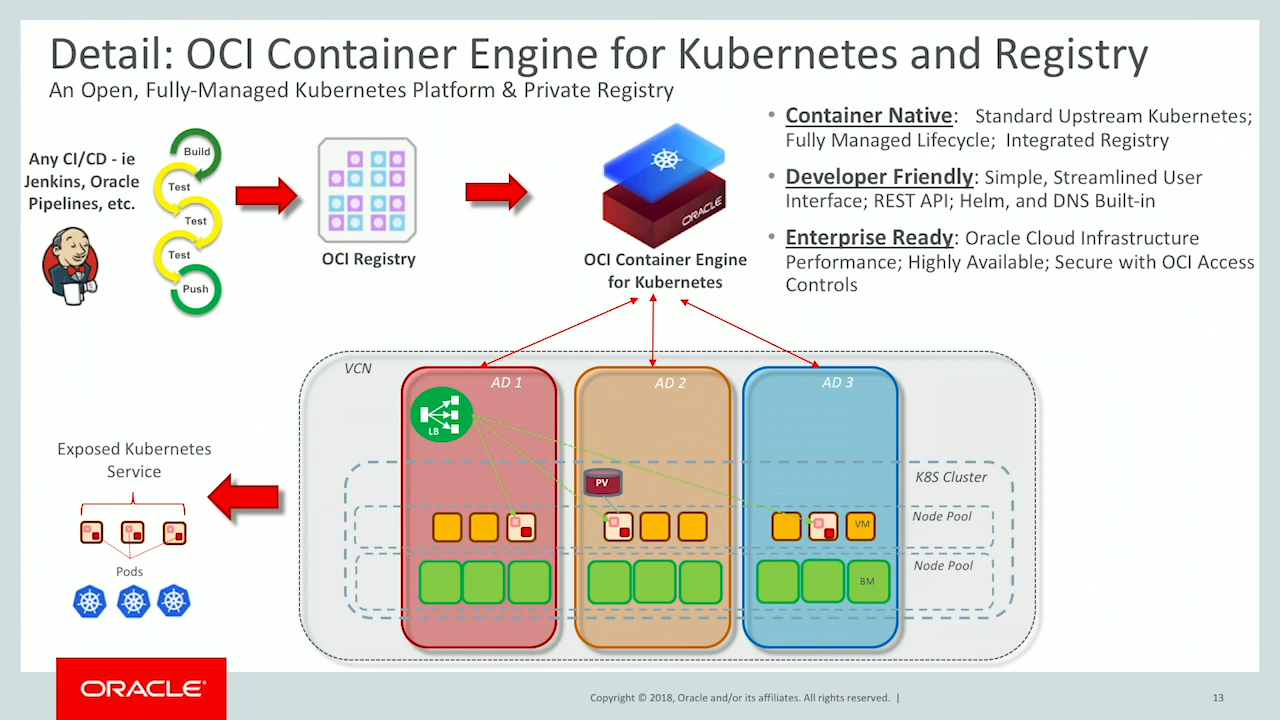 Detail: OCI Container Engine for Kubernetes and Registry
An Open, Fully-Managed Kubernetes Platform & Private Registry
Any CI/CD - ie
Jenkins, Oracle
Pipelines, etc.
Build
Test
Test
Test
Push
OCI Registry
ORACLE
OCI Container Engine
for Kubernetes
• Container Native: Standard Upstream Kubernetes;
Fully Managed Lifecycle; Integrated Registry
• Developer Friendly: Simple, Streamlined User
Interface; REST API; Helm, and DNS Built-in
• Enterprise Ready: Oracle Cloud Infrastructure
Performance; Highly Available; Secure with OCI Access
Controls
VCN
AD 1
AD 2
AD 3
LB
PV
K8S Cluster
Node Pool
VM
Node Pool
BM
Exposed Kubernetes
Service
Pods
ORACLE®
Copyright © 2018, Oracle and/or its affiliates. All rights reserved. |
13